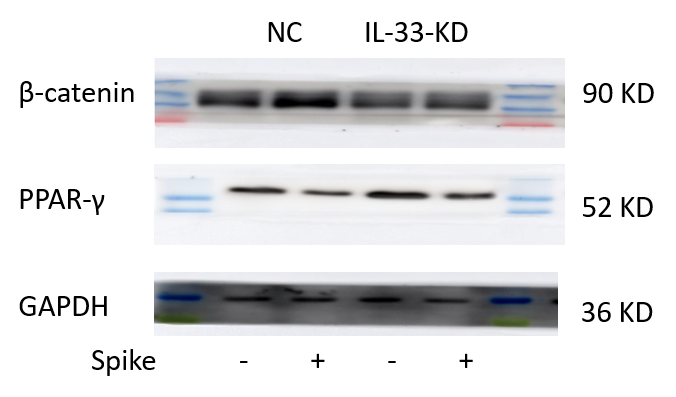 NC IL-33-KD
β-catenin 90 KD
PPAR-γ 52 KD
GAPDH 36 KD
Spike - + - +